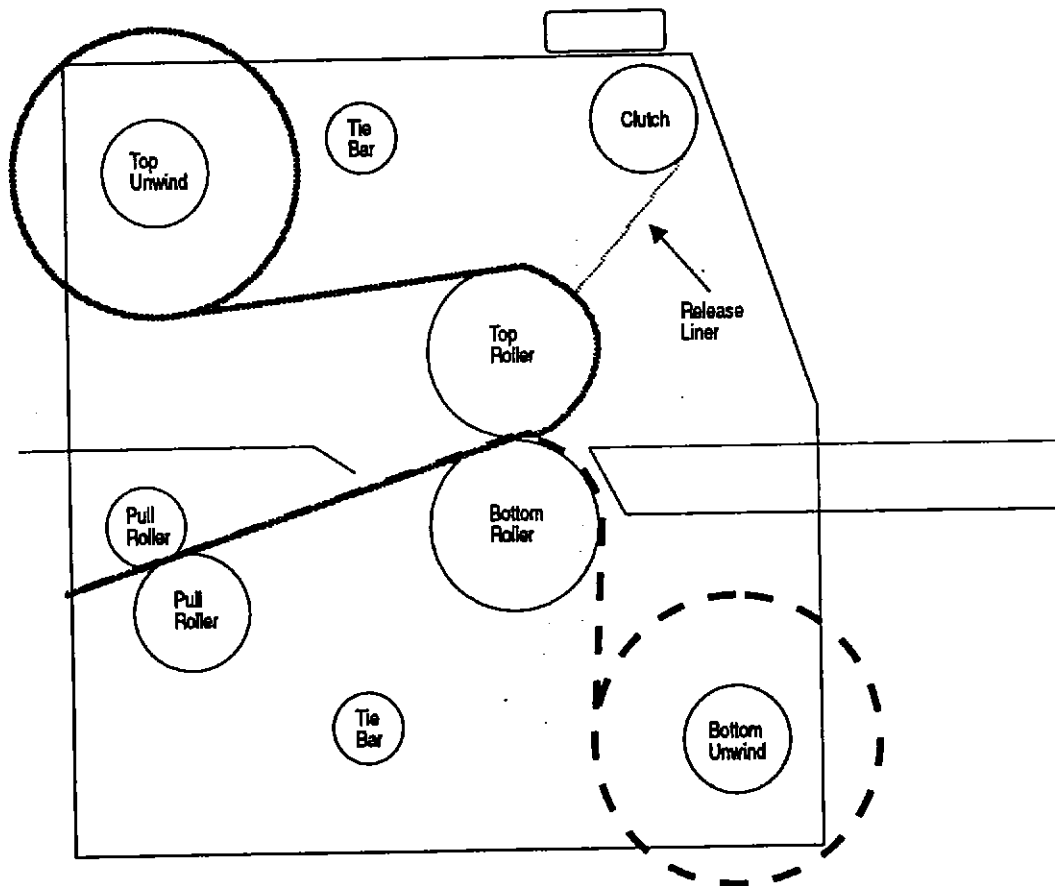 Tie
Bar
Clutch
Top
Unwind
Release
Liner
Top
Roller
Pull
Roller
Bottom
Roller
Pull
Roller
Tie
Bar
Bottom
Unwind